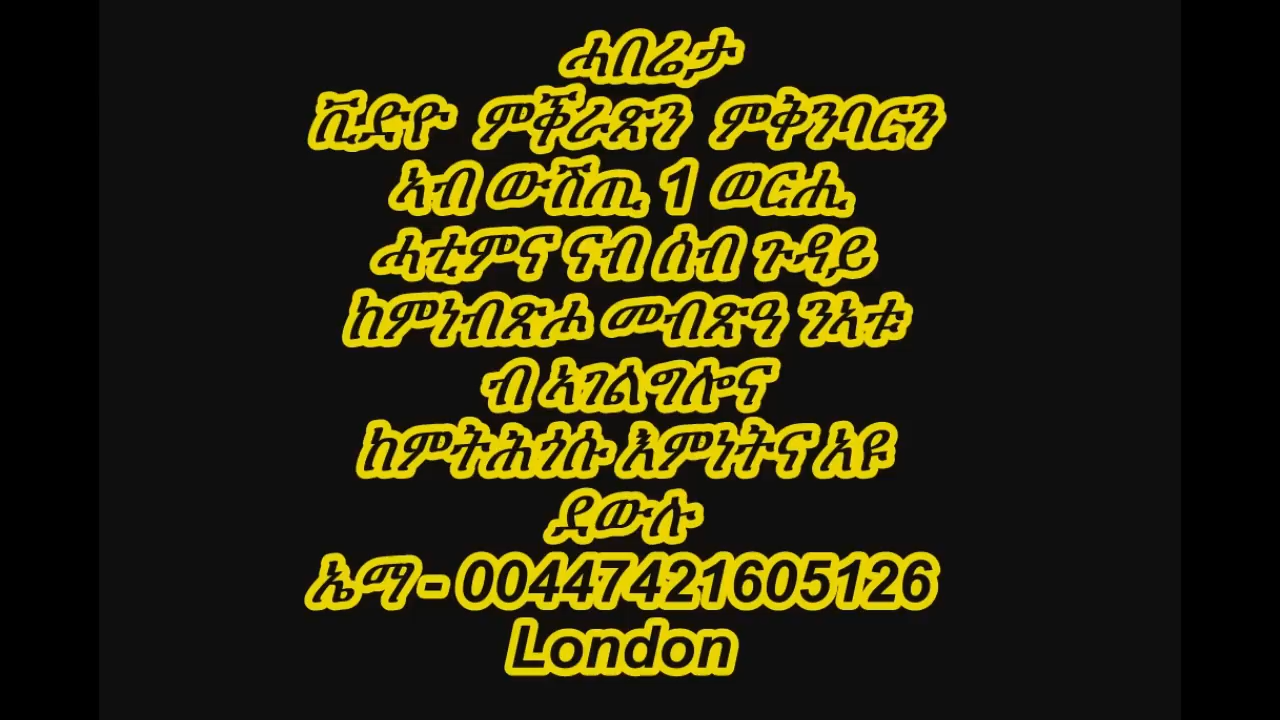 ሓበሬታ
ቪድዮ ምቕራጽን ምቅንባርን
ኣብ ውሽጢ 1 ወርሒ
ሓቲምና ናብ ሰብ ጉዳይ
ከምነብጽሖ መብጽዓ ንኣቱ
ብ ኣገልግሎና
ከምትሕጎሱ እምነትና እዩ
ደውሉ
ኤማ - 00447421605126
London